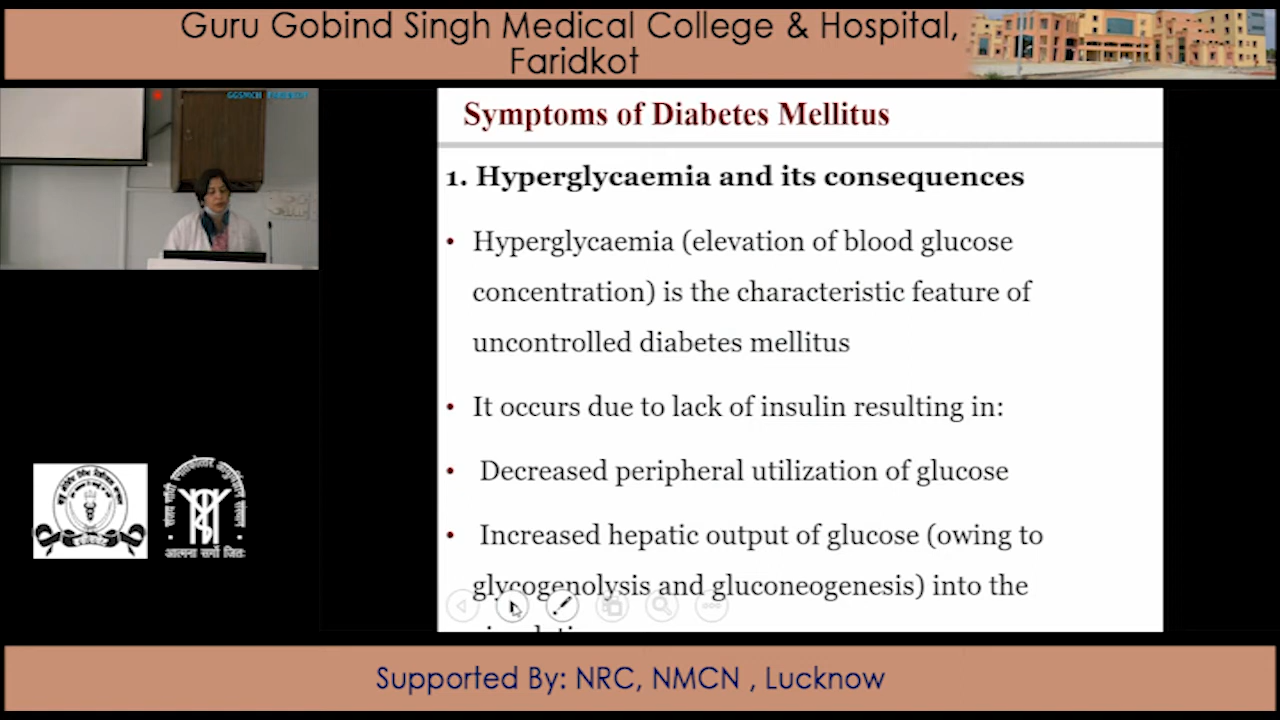 Guru Gobind Singh Medical College & Hospital,
Faridkot
Symptoms of Diabetes Mellitus
1. Hyperglycaemia and its consequences
• Hyperglycaemia (elevation of blood glucose
concentration) is the characteristic feature of
uncontrolled diabetes mellitus
• It occurs due to lack of insulin resulting in:
• Decreased peripheral utilization of glucose
• Increased hepatic output of glucose (owing to
glycogenolysis and gluconeogenesis) into the
आत्मना सर्गो जितः
Supported By: NRC, NMCN , Lucknow